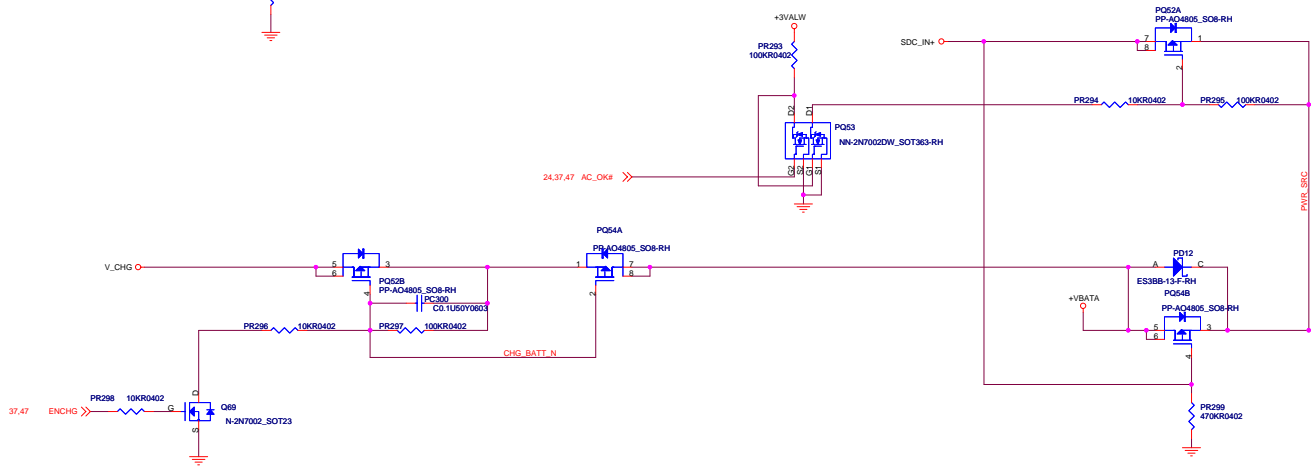 +3VALW
PR293
100KR0402
SDC_IN+
PQ52A
PP-AO4805_SO8-RH
7
8
1
2
PR294
10KR0402
PR295
100KR0402
D2
D1
PQ53
NN-2N7002DW_SOT363-RH
G2
S2
G1
S1
24,37,47 AC_OK#
PWR_SRC
PQ54A
PP-AO4805_SO8-RH
V_CHG
5
6
3
4
PQ52B
PP-AO4805_SO8-RH
PC300
C0.1U50Y0603
1
7
8
2
PR296
10KR0402
PR297
100KR0402
CHG_BATT_N
PD12
A
C
ES3BB-13-F-RH
PQ54B
PP-AO4805_SO8-RH
+VBATA
5
6
3
4
37,47 ENCHG
PR298
10KR0402
G
D
S
Q69
N-2N7002_SOT23
PR299
470KR0402